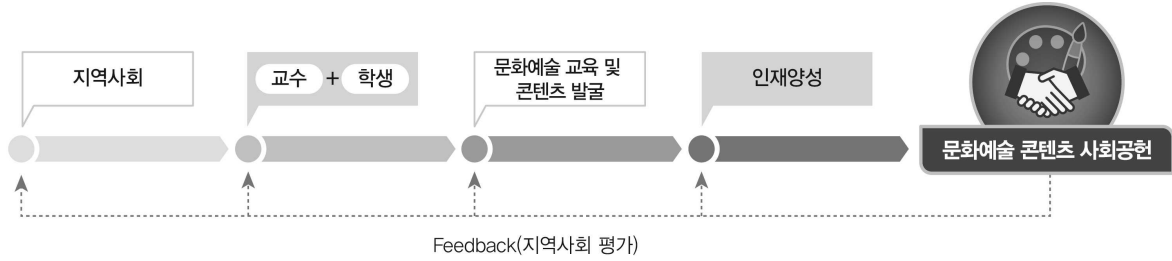 지역사회
교수 + 학생
문화예술 교육 및
콘텐츠 발굴
인재양성
문화예술 콘텐츠 사회공헌
Feedback(지역사회 평가)